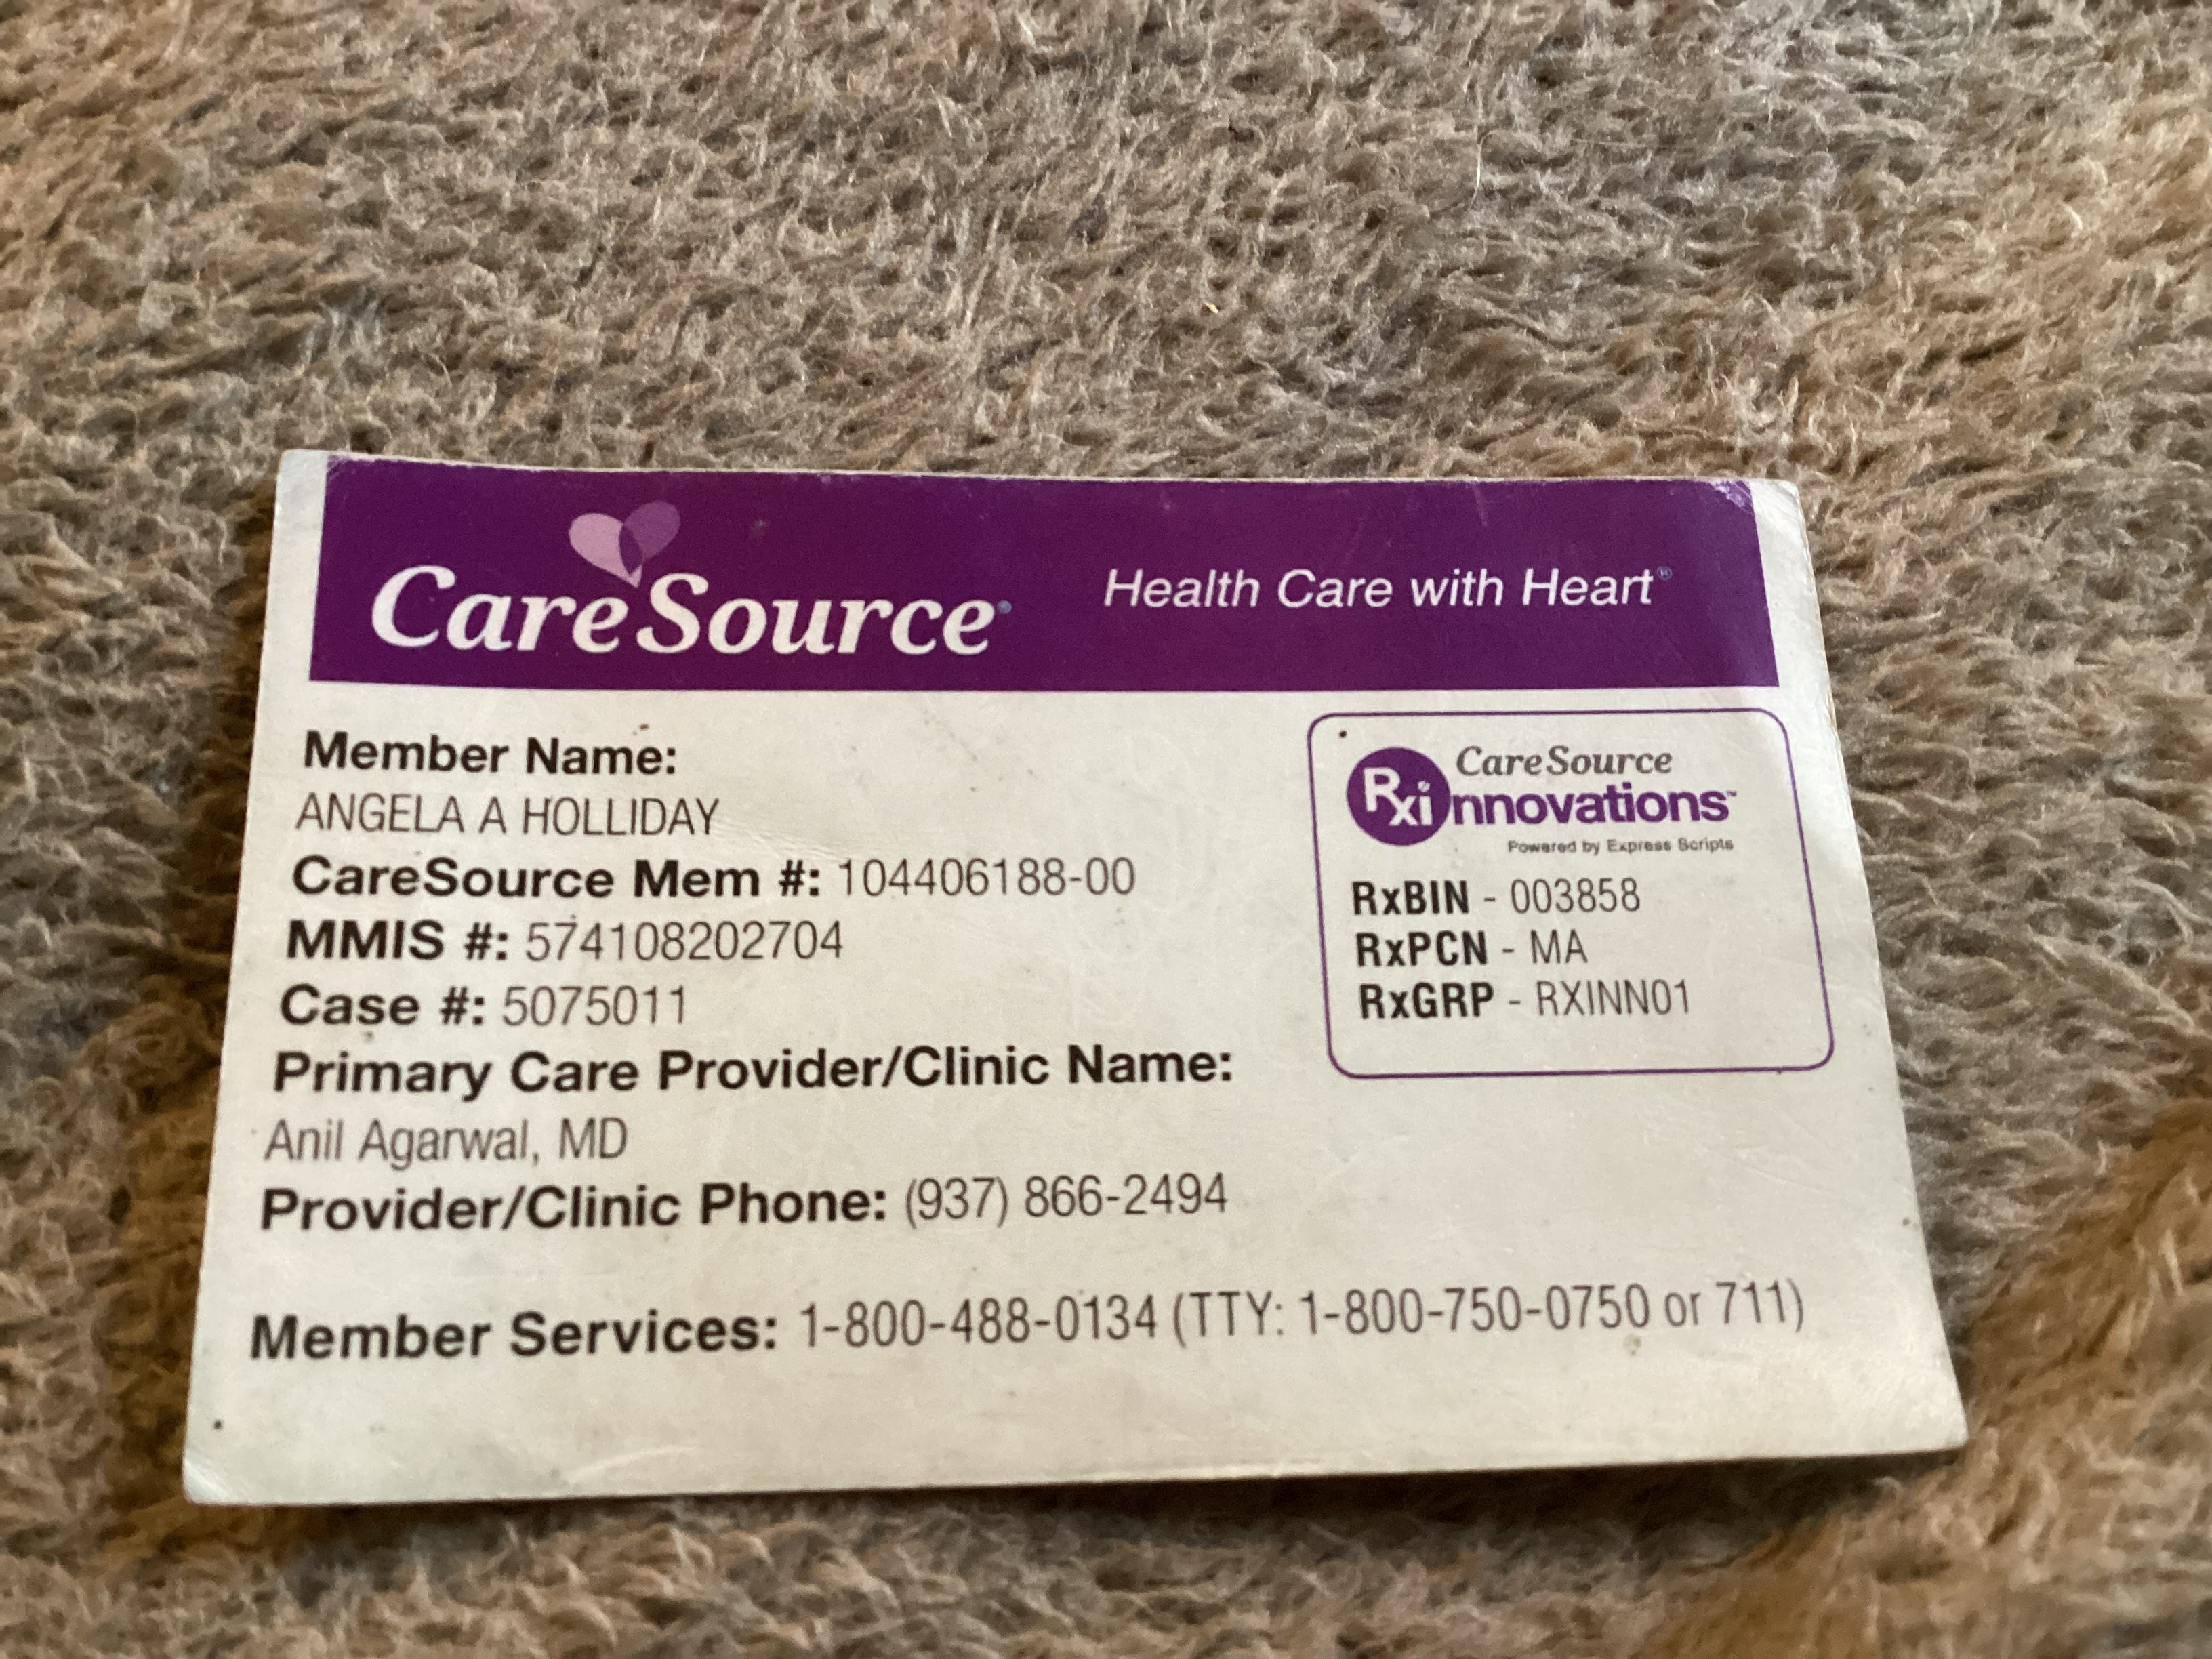 CareSource®
Health Care with Heart®
Member Name:
ANGELA A HOLLIDAY
CareSource Mem #: 104406188-00
MMIS #: 574108202704
Case #: 5075011
Primary Care Provider/Clinic Name:
Anil Agarwal, MD
Provider/Clinic Phone: (937) 866-2494
Member Services: 1-800-488-0134 (TTY: 1-800-750-0750 or 711)
CareSource
Rxinnovations™
Powered by Express Scripts
RxBIN - 003858
RxPCN - MA
RxGRP - RXINN01